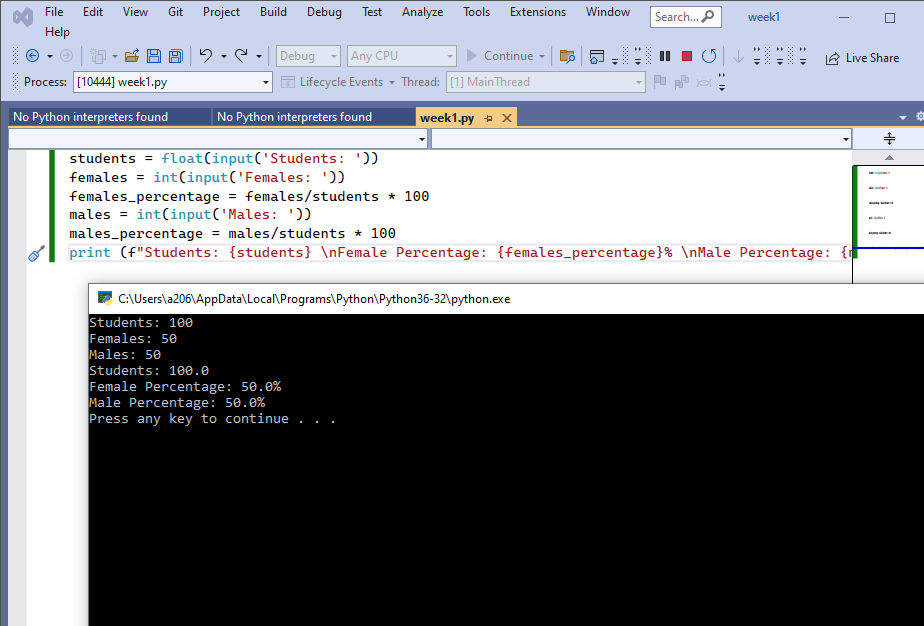 File Edit View Git Project Build Debug Test Analyze Tools Extensions Window Search... week1
Help
Debug Any CPU Continue Live Share
Process: [10444] week1.py Lifecycle Events Thread: [1] MainThread
No Python interpreters found No Python interpreters found week1.py
students = float(input('Students: '))
females = int(input('Females: '))
females_percentage = females/students * 100
males = int(input('Males: '))
males_percentage = males/students * 100
print (f"Students: {students} \nFemale Percentage: {females_percentage}% \nMale Percentage: {
C:\Users\a206\AppData\Local\Programs\Python\Python36-32\python.exe
Students: 100
Females: 50
Males: 50
Students: 100.0
Female Percentage: 50.0%
Male Percentage: 50.0%
Press any key to continue . . .